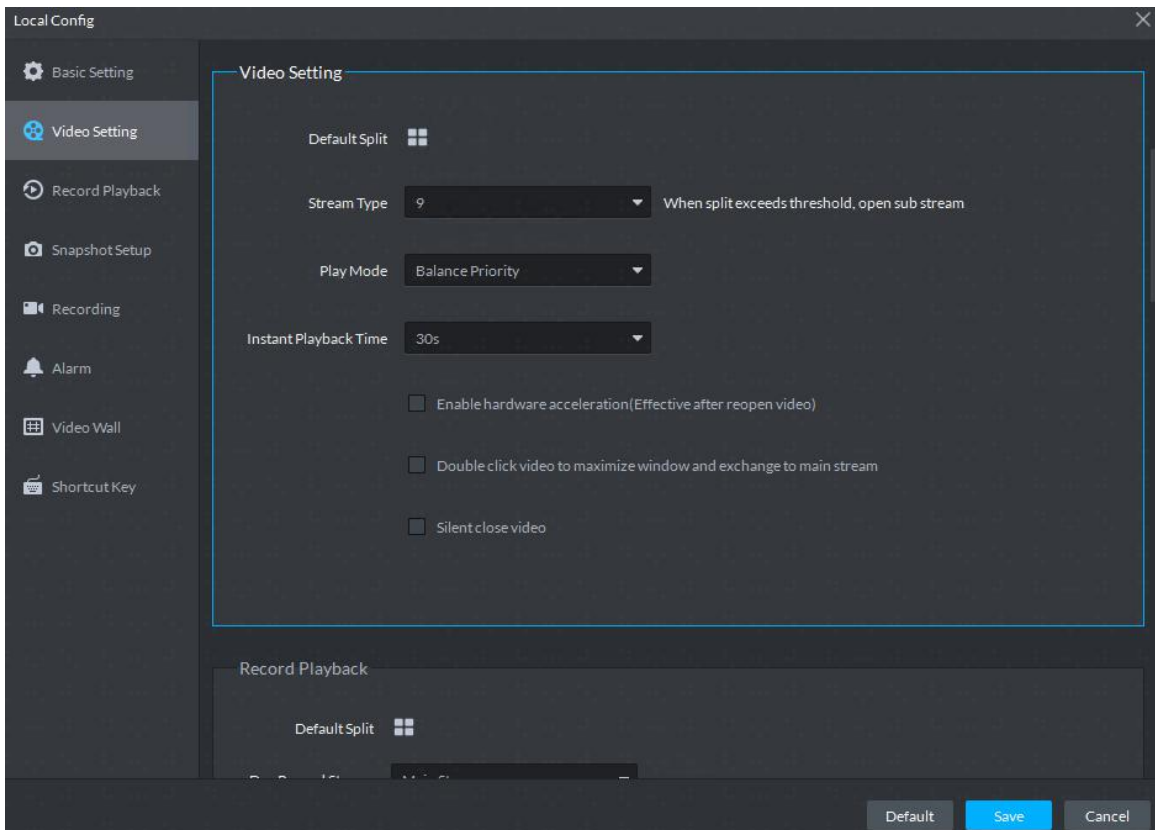 Local Config
Basic Setting
Video Setting
Record Playback
Snapshot Setup
Recording
Alarm
Video Wall
Shortcut Key
Video Setting
Default Split
Stream Type 9 When split exceeds threshold, open sub stream
Play Mode Balance Priority
Instant Playback Time 30s
Enable hardware acceleration(Effective after reopen video)
Double click video to maximize window and exchange to main stream
Silent close video
Record Playback
Default Split
Default Save Cancel